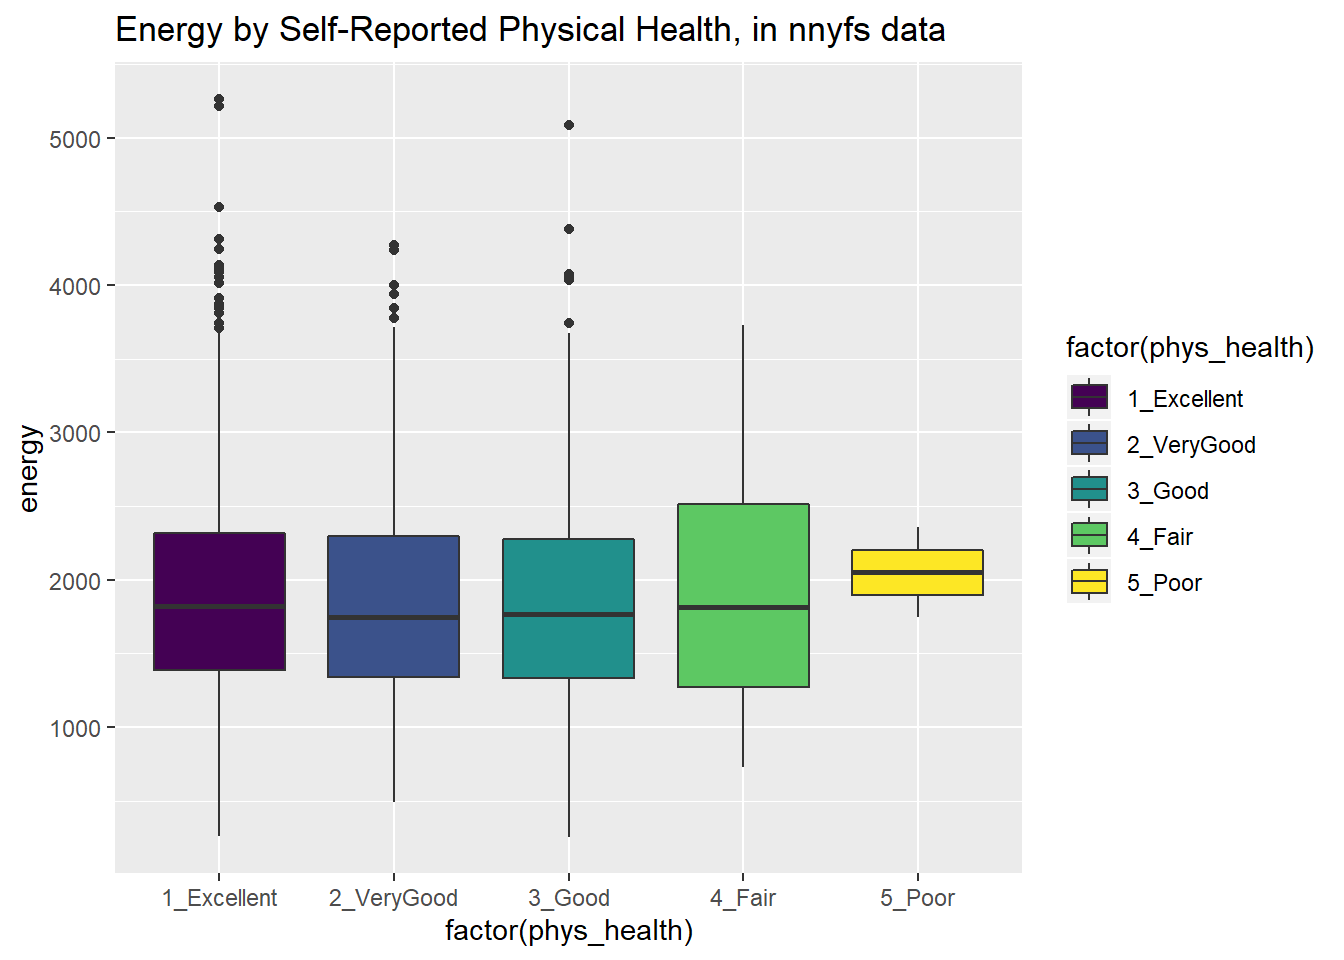 Energy by Self-Reported Physical Health, in nnyfs data
energy
5000
4000
3000
2000
1000
1_Excellent 2_VeryGood 3_Good 4_Fair 5_Poor
factor(phys_health)
factor(phys_health)
1_Excellent
2_VeryGood
3_Good
4_Fair
5_Poor